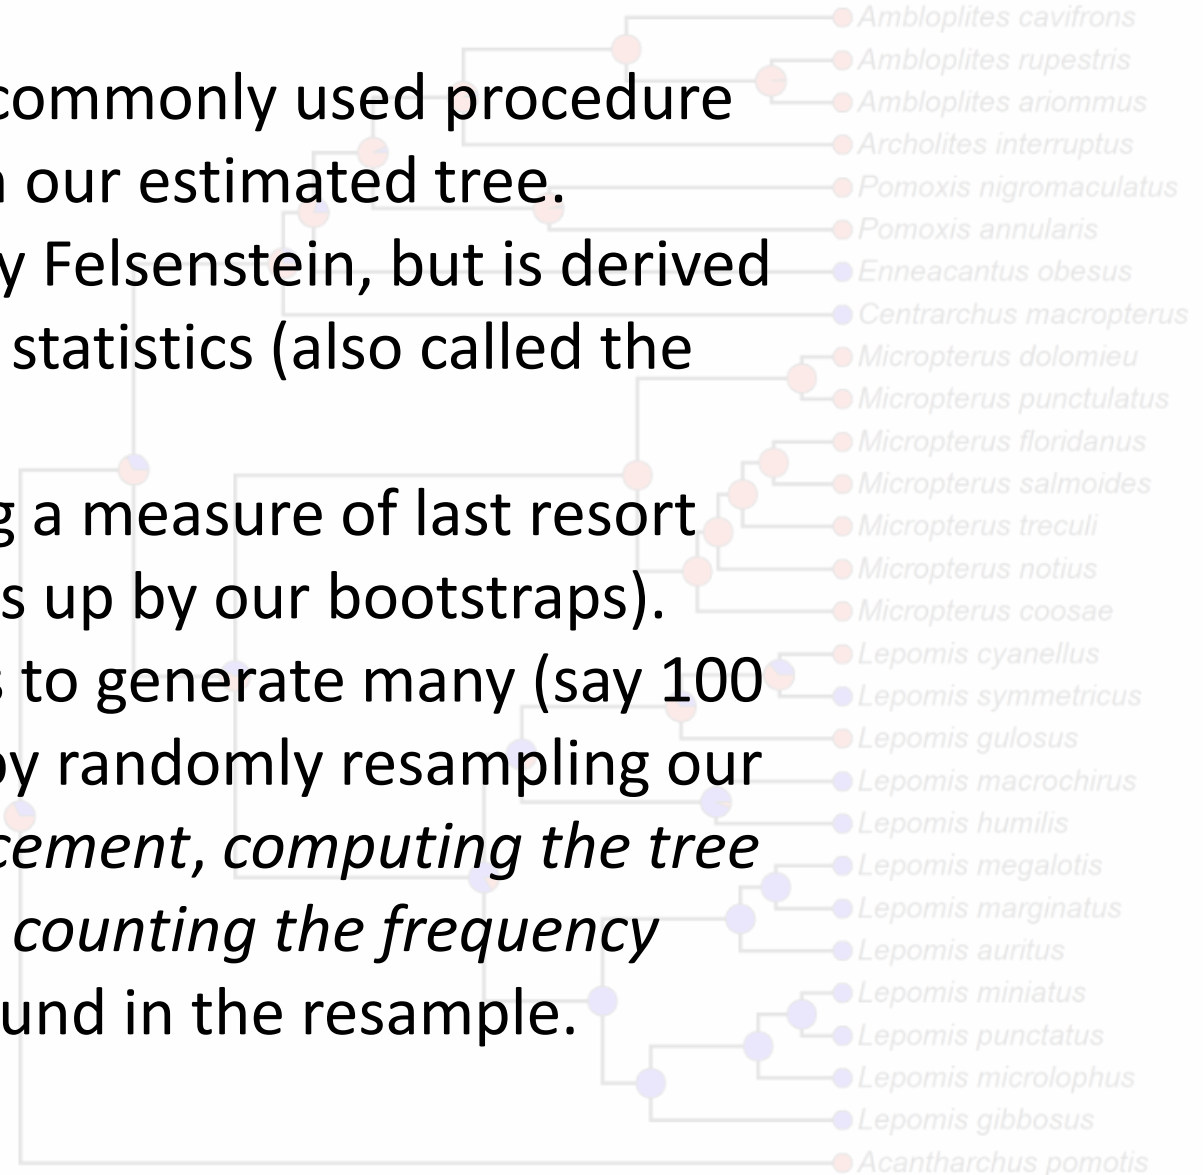 commonly used procedure
n our estimated tree.
y Felsenstein, but is derived
statistics (also called the
g a measure of last resort
s up by our bootstraps).
s to generate many (say 100
by randomly resampling our
cement, computing the tree
counting the frequency
und in the resample.
Ambloplites cavifrons
Ambloplites rupestris
Ambloplites ariommus
Archolites interruptus
Pomoxis nigromaculatus
Pomoxis annularis
Enneacantus obesus
Centrarchus macropterus
Micropterus dolomieu
Micropterus punctulatus
Micropterus floridanus
Micropterus salmoides
Micropterus treculi
Micropterus notius
Micropterus coosae
Lepomis cyanellus
Lepomis symmetricus
Lepomis gulosus
Lepomis macrochirus
Lepomis humilis
Lepomis megalotis
Lepomis marginatus
Lepomis auritus
Lepomis miniatus
Lepomis punctatus
Lepomis microlophus
Lepomis gibbosus
Acantharchus pomotis